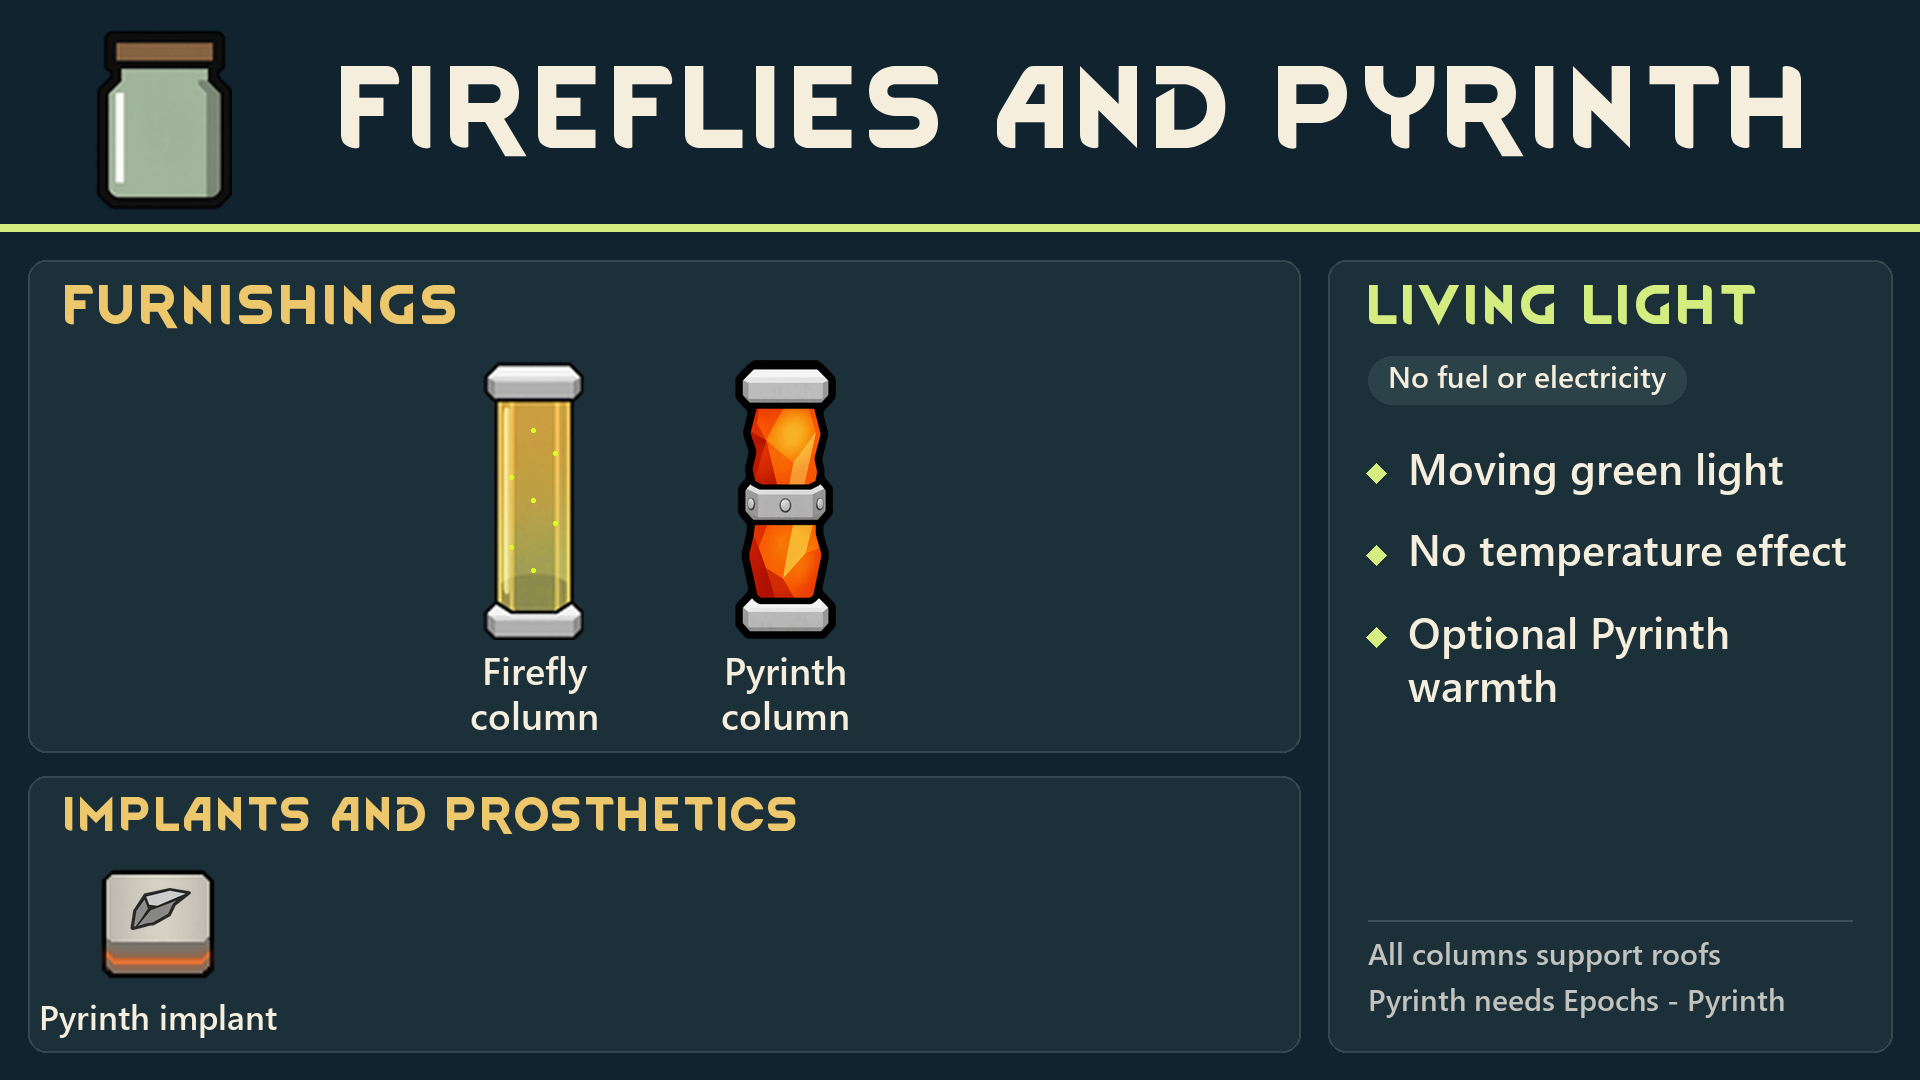 FIREFLIES AND PYRINTH
FURNISHINGS
Firefly
column
Pyrinth
column
IMPLANTS AND PROSTHETICS
Pyrinth implant
LIVING LIGHT
No fuel or electricity
Moving green light
No temperature effect
Optional Pyrinth
warmth
All columns support roofs
Pyrinth needs Epochs - Pyrinth